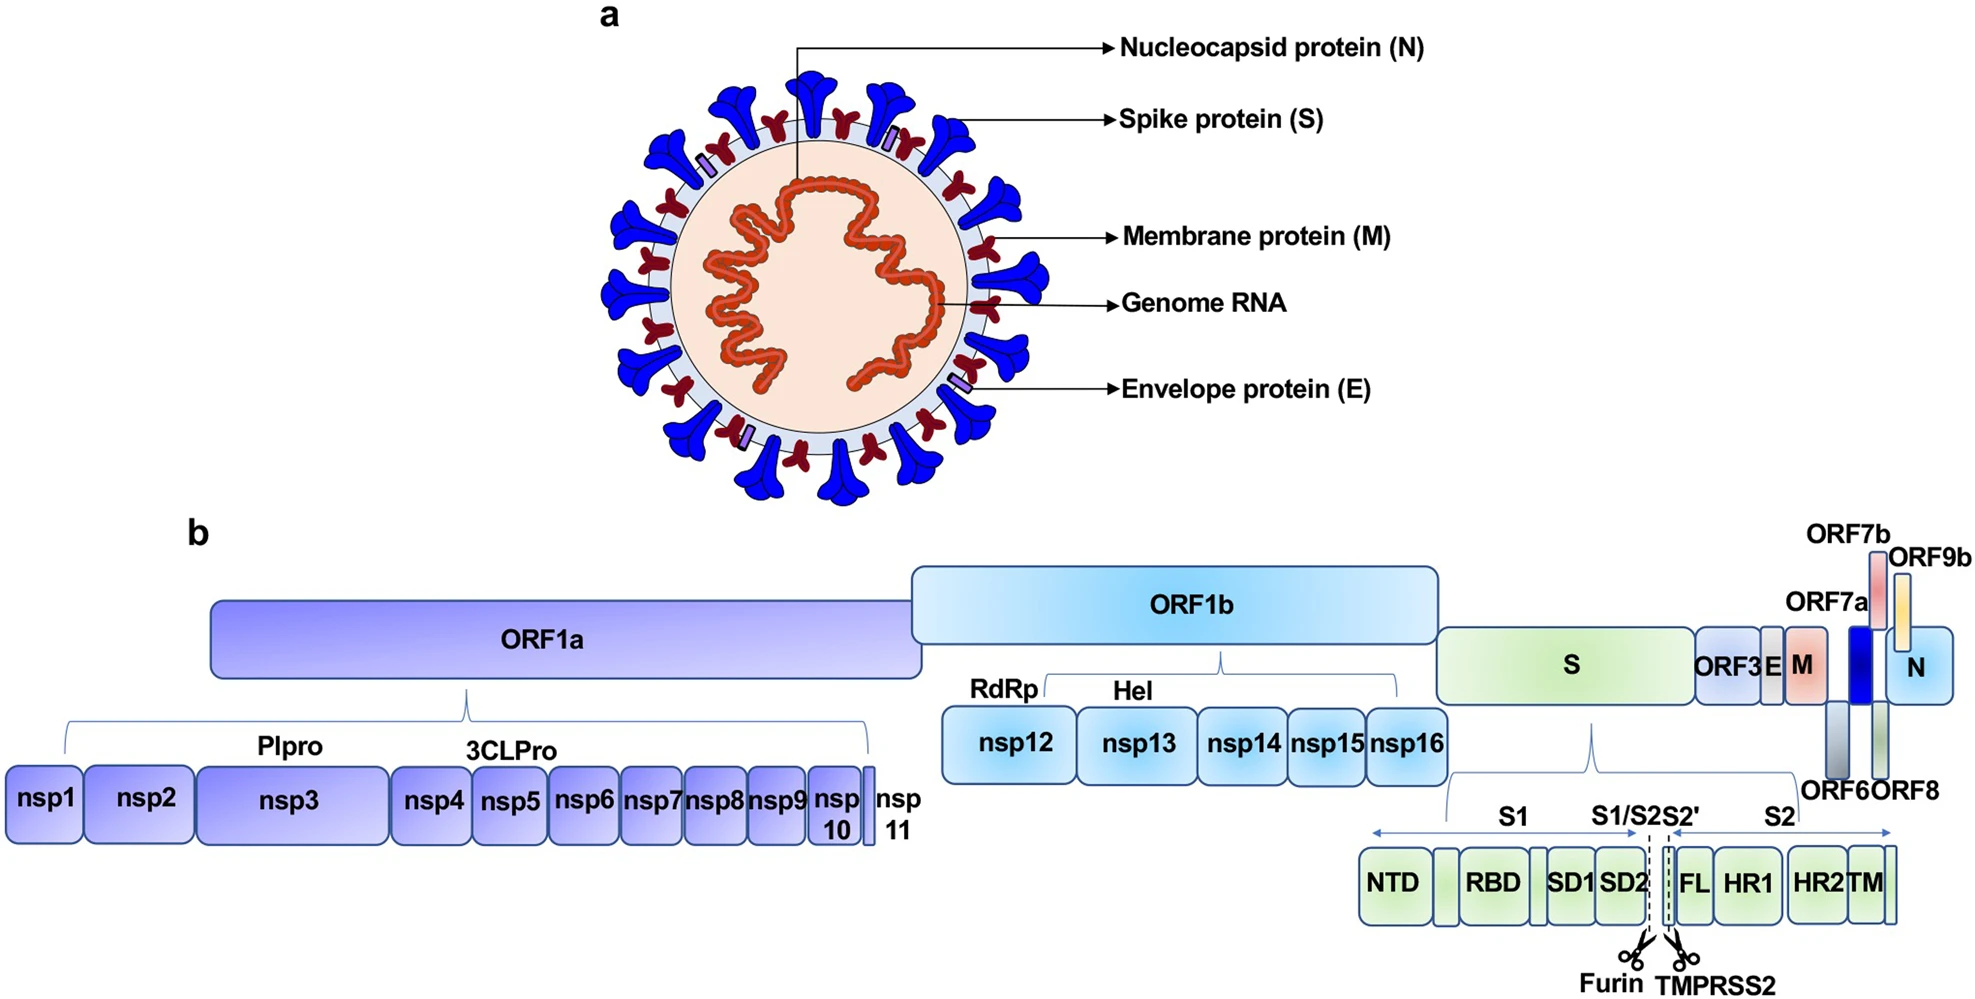 a
Nucleocapsid protein (N)
Spike protein (S)
Membrane protein (M)
Genome RNA
Envelope protein (E)
b
ORF7b
ORF9b
ORF7a
ORF1a
ORF1b
S
ORF3
E
M
N
ORF6
ORF8
Plpro
3CLPro
nsp1
nsp2
nsp3
nsp4
nsp5
nsp6
nsp7
nsp8
nsp9
nsp
10
nsp
11
RdRp
Hel
nsp12
nsp13
nsp14
nsp15
nsp16
S1
S1/S2
S2'
S2
NTD
RBD
SD1
SD2
FL
HR1
HR2
TM
Furin
TMPRSS2